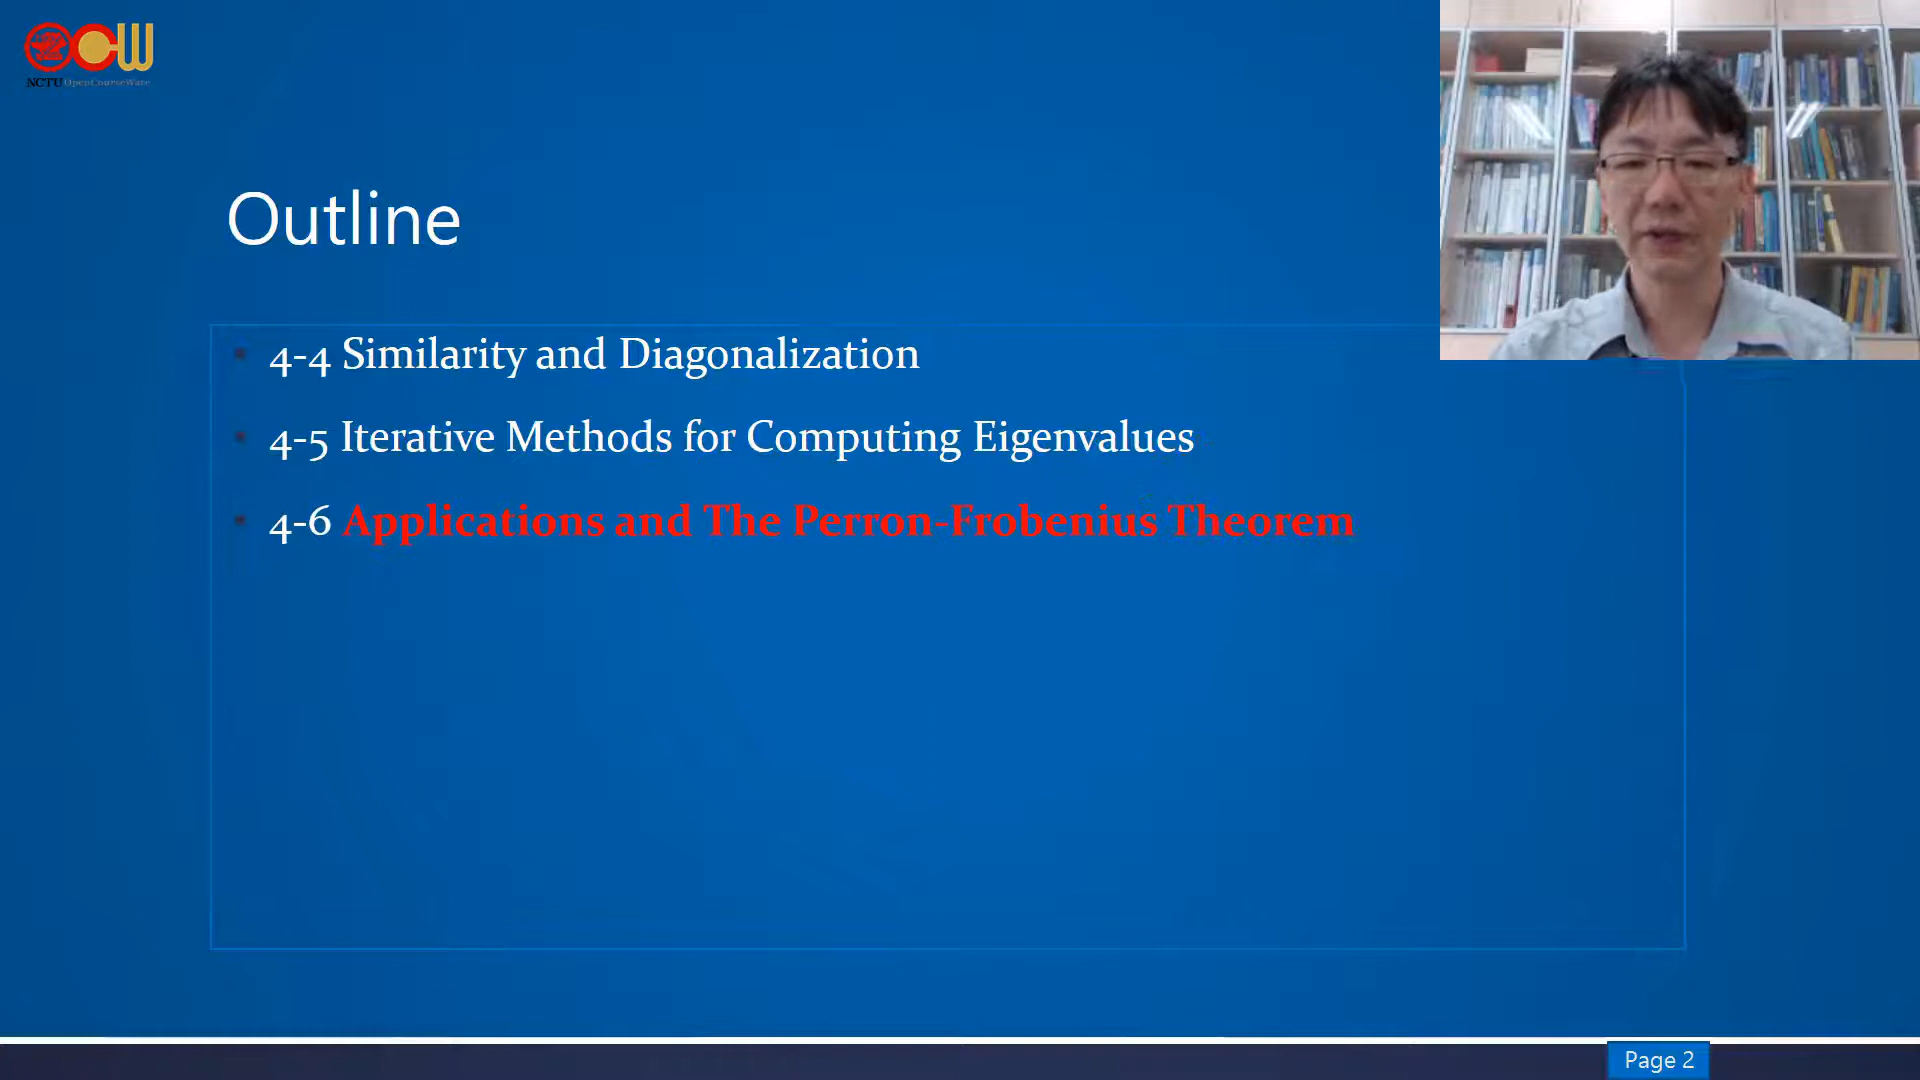 NCTU OpenCourseWare
Outline
4-4 Similarity and Diagonalization
4-5 Iterative Methods for Computing Eigenvalues
4-6 Applications and The Perron-Frobenius Theorem
Page 2